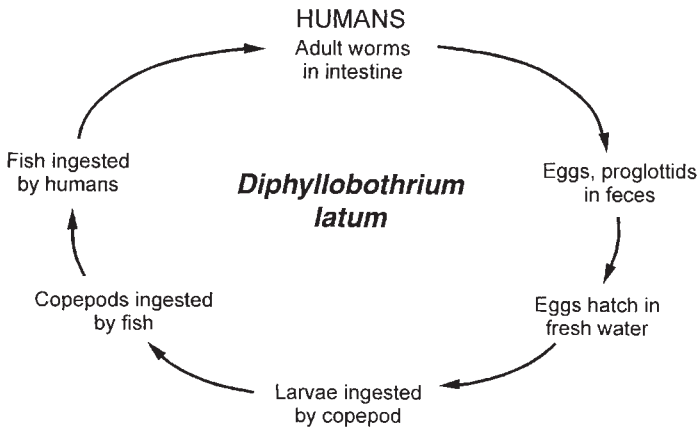 HUMANS
Adult worms
in intestine
Eggs, proglottids
in feces
Eggs hatch in
fresh water
Larvae ingested
by copepod
Copepods ingested
by fish
Fish ingested
by humans
Diphyllobothrium
latum